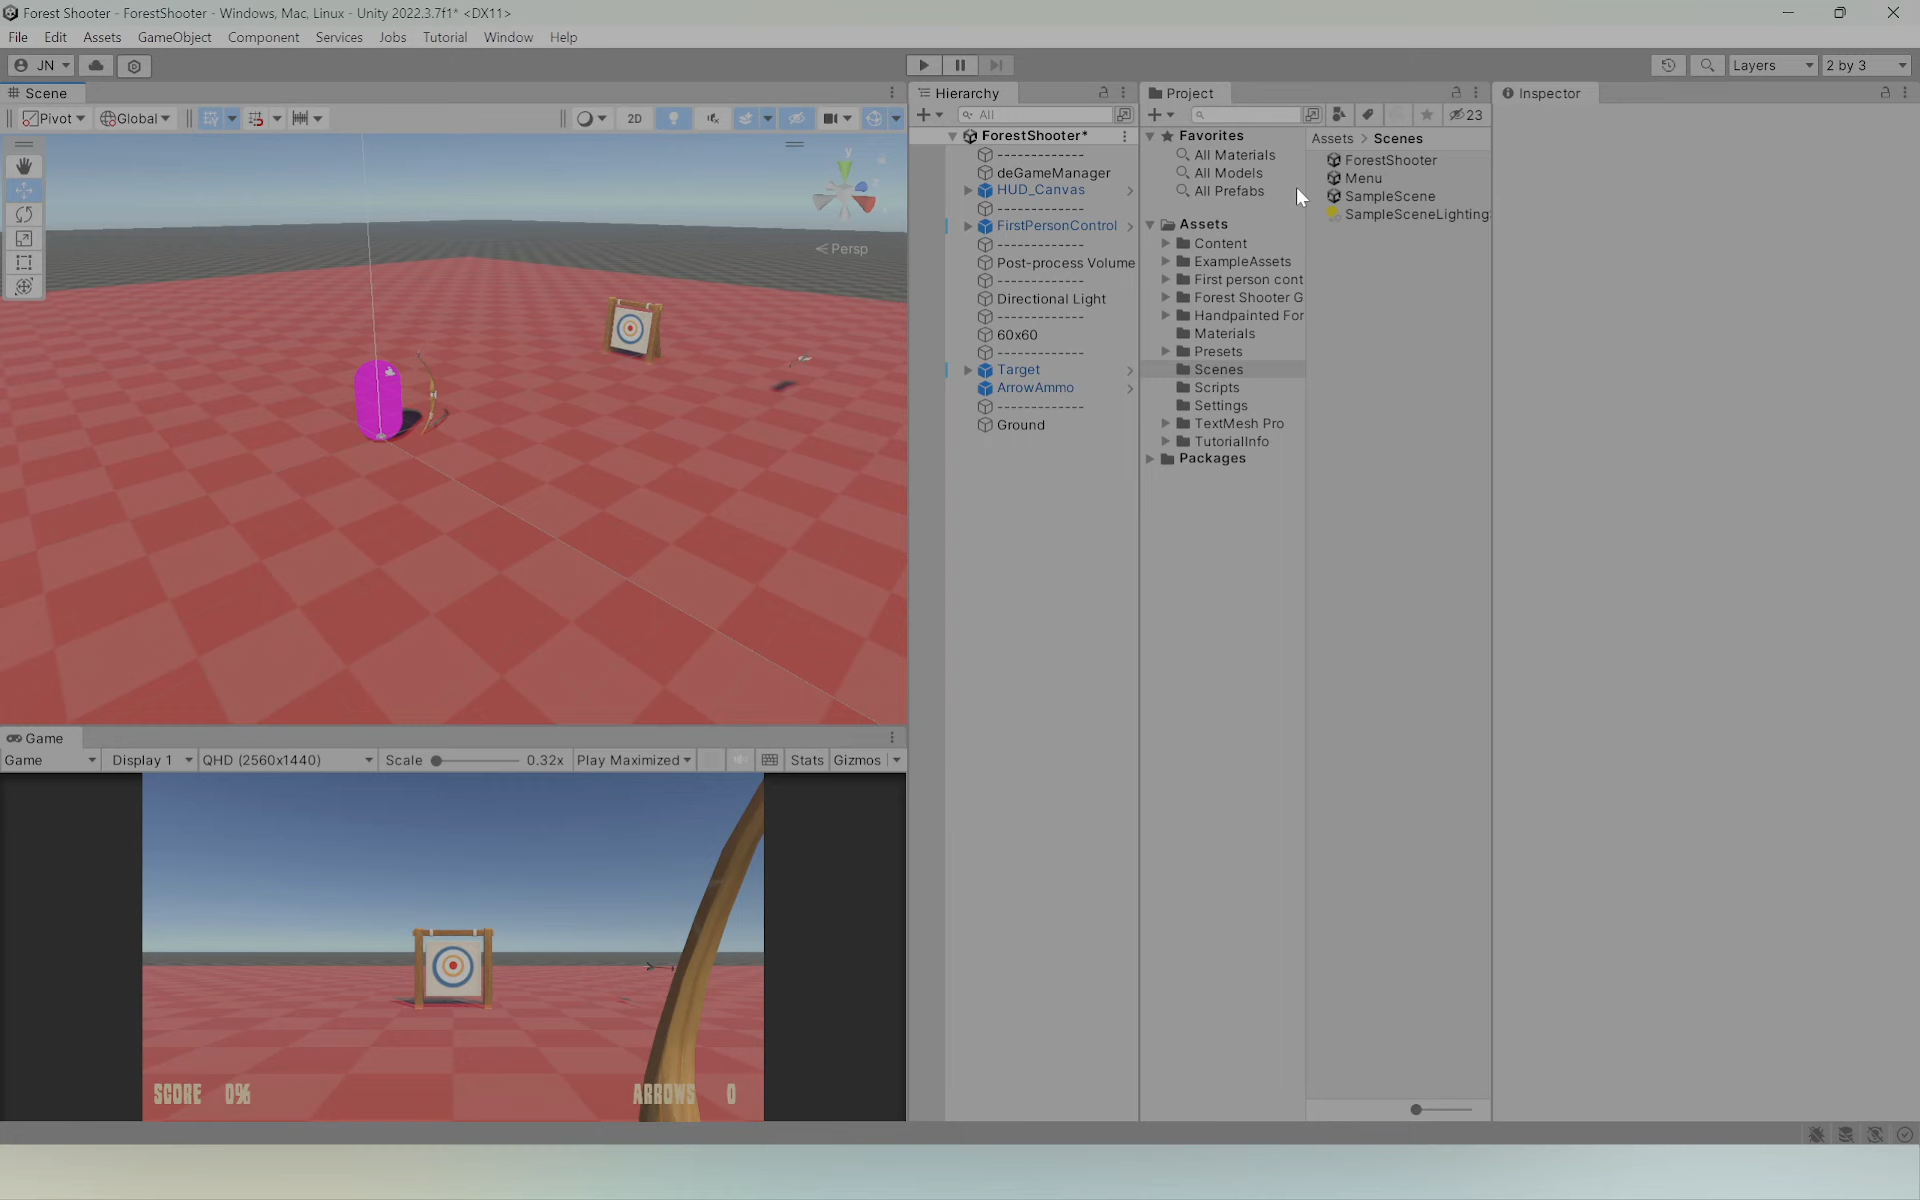 Forest Shooter - ForestShooter - Windows, Mac, Linux - Unity 2022.3.7f1* <DX11>
File Edit Assets GameObject Component Services Jobs Tutorial Window Help
JN
Layers
2 by 3
Scene
Pivot
Global
2D
y
z
Persp
Game
Game
Display 1
QHD (2560x1440)
Scale
0.32x
Play Maximized
Stats
Gizmos
SCORE 0%
ARROWS 0
Hierarchy
All
ForestShooter*
-------------
deGameManager
HUD_Canvas
-------------
FirstPersonControl
-------------
Post-process Volume
-------------
Directional Light
-------------
60x60
-------------
Target
ArrowAmmo
-------------
Ground
Project
23
Favorites
All Materials
All Models
All Prefabs
Assets
Content
ExampleAssets
First person cont
Forest Shooter G
Handpainted For
Materials
Presets
Scenes
Scripts
Settings
TextMesh Pro
TutorialInfo
Packages
Assets > Scenes
ForestShooter
Menu
SampleScene
SampleSceneLighting
Inspector